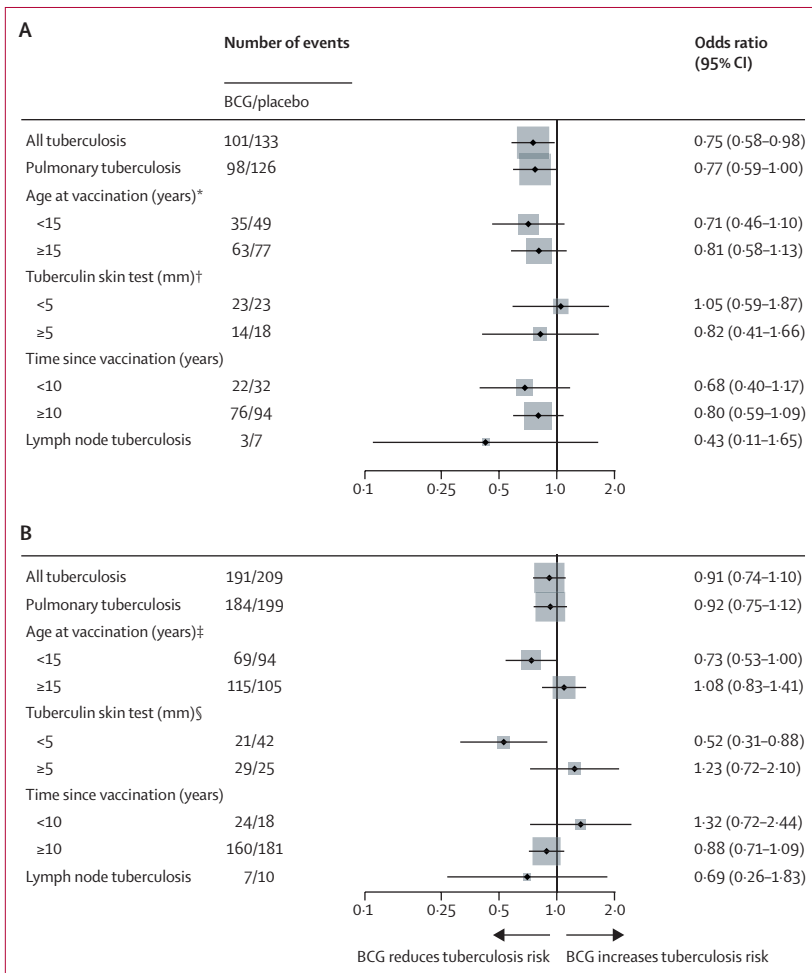 A
Number of events
Odds ratio
(95% CI)
BCG/placebo
All tuberculosis 101/133 0·75 (0·58–0·98)
Pulmonary tuberculosis 98/126 0·77 (0·59–1·00)
Age at vaccination (years)*
<15 35/49 0·71 (0·46–1·10)
≥15 63/77 0·81 (0·58–1·13)
Tuberculin skin test (mm)†
<5 23/23 1·05 (0·59–1·87)
≥5 14/18 0·82 (0·41–1·66)
Time since vaccination (years)
<10 22/32 0·68 (0·40–1·17)
≥10 76/94 0·80 (0·59–1·09)
Lymph node tuberculosis 3/7 0·43 (0·11–1·65)
0·1 0·25 0·5 1·0 2·0
B
All tuberculosis 191/209 0·91 (0·74–1·10)
Pulmonary tuberculosis 184/199 0·92 (0·75–1·12)
Age at vaccination (years)‡
<15 69/94 0·73 (0·53–1·00)
≥15 115/105 1·08 (0·83–1·41)
Tuberculin skin test (mm)§
<5 21/42 0·52 (0·31–0·88)
≥5 29/25 1·23 (0·72–2·10)
Time since vaccination (years)
<10 24/18 1·32 (0·72–2·44)
≥10 160/181 0·88 (0·71–1·09)
Lymph node tuberculosis 7/10 0·69 (0·26–1·83)
0·1 0·25 0·5 1·0 2·0
BCG reduces tuberculosis risk BCG increases tuberculosis risk